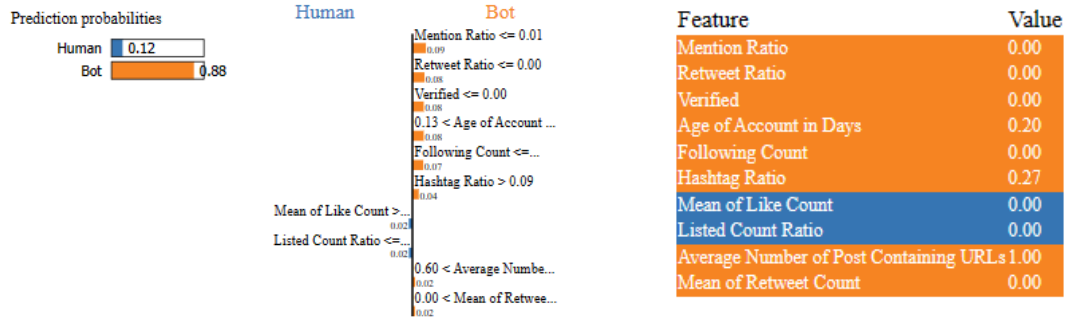 Prediction probabilities
Human 0.12
Bot 0.88
Human Bot
Mention Ratio <= 0.01
0.09
Retweet Ratio <= 0.00
0.08
Verified <= 0.00
0.08
0.13 < Age of Account ...
0.08
Following Count <=...
0.07
Hashtag Ratio > 0.09
0.04
Mean of Like Count >...
0.02
Listed Count Ratio <=...
0.02
0.60 < Average Numbe...
0.02
0.00 < Mean of Retwee...
0.02
Feature Value
Mention Ratio 0.00
Retweet Ratio 0.00
Verified 0.00
Age of Account in Days 0.20
Following Count 0.00
Hashtag Ratio 0.27
Mean of Like Count 0.00
Listed Count Ratio 0.00
Average Number of Post Containing URLs 1.00
Mean of Retweet Count 0.00